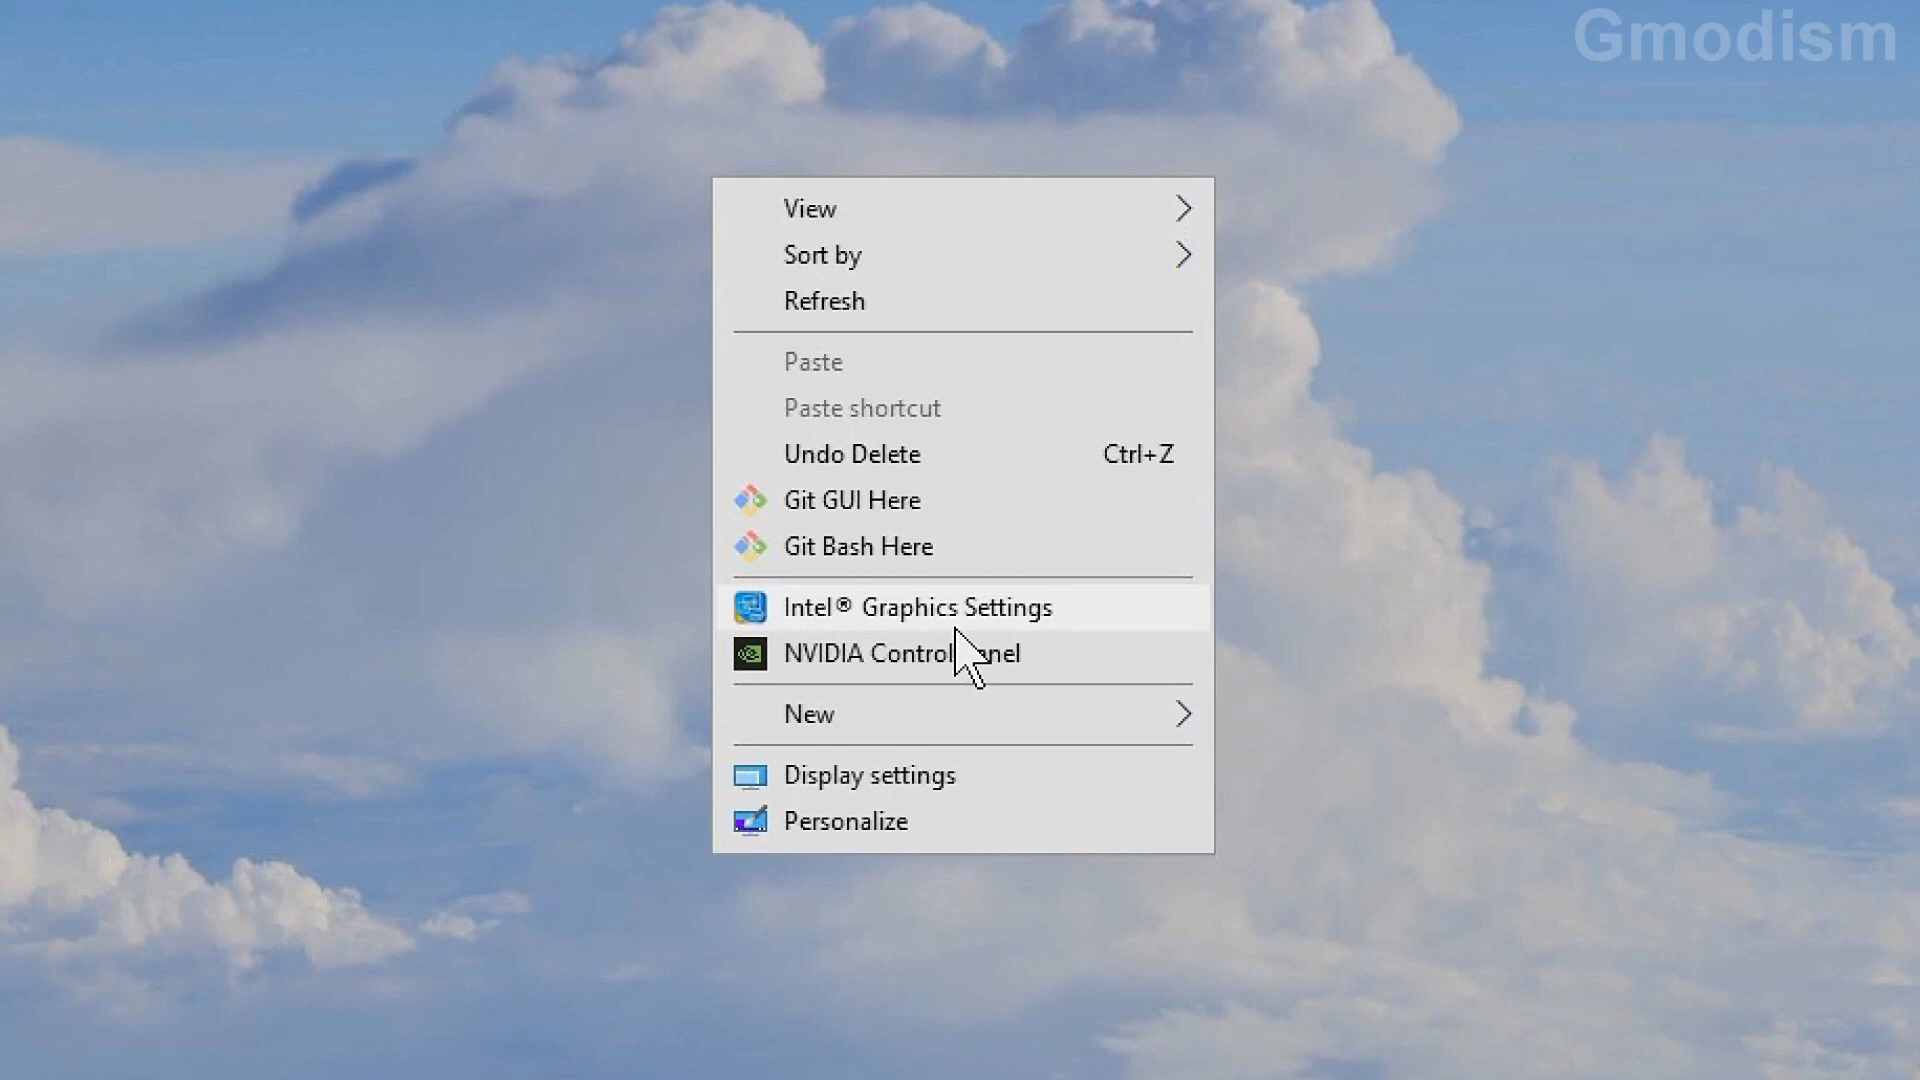 Gmodism
View
Sort by
Refresh
Paste
Paste shortcut
Undo Delete Ctrl+Z
Git GUI Here
Git Bash Here
Intel® Graphics Settings
NVIDIA Control
New
Display settings
Personalize